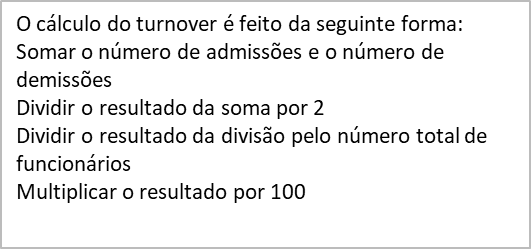 O cálculo do turnover é feito da seguinte forma:
Somar o número de admissões e o número de
demissões
Dividir o resultado da soma por 2
Dividir o resultado da divisão pelo número total de
funcionários
Multiplicar o resultado por 100